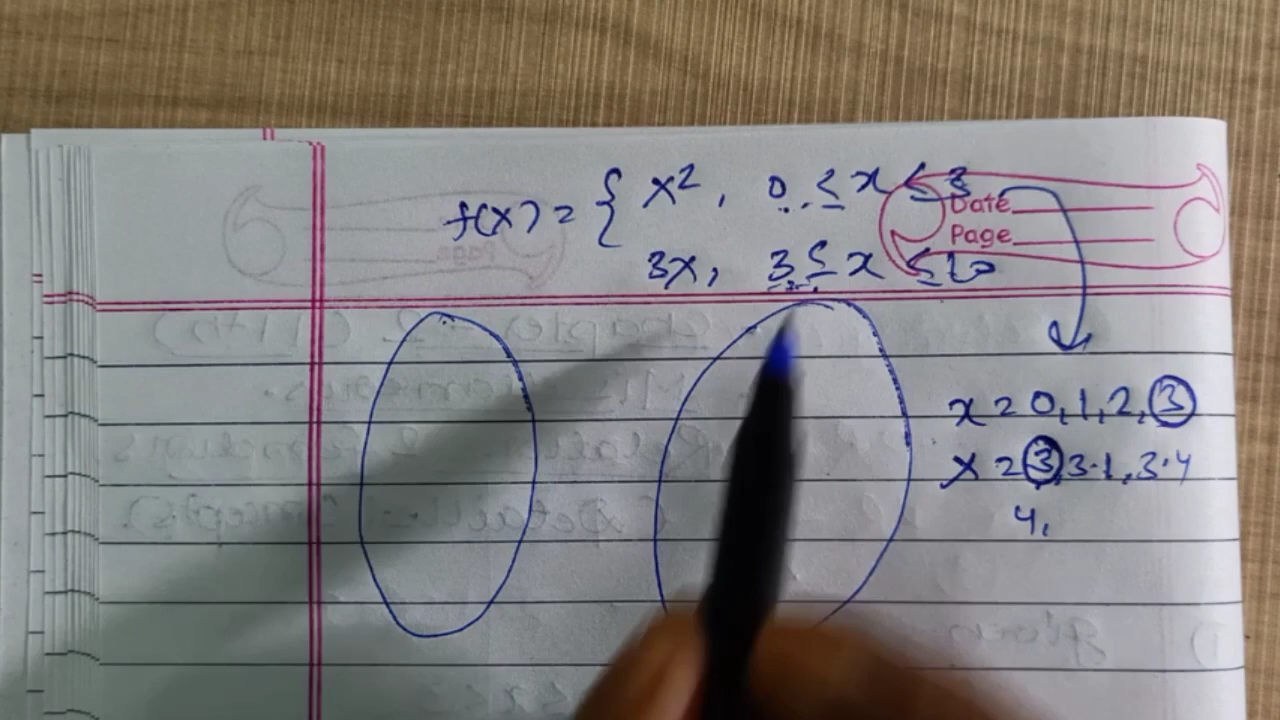 f(x) = { x², 0 ≤ x ≤ 3
3x, 3 ≤ x ≤ 10
Date
Page
x = 0, 1, 2, 3
x = 3, 3.1, 3.4
4,